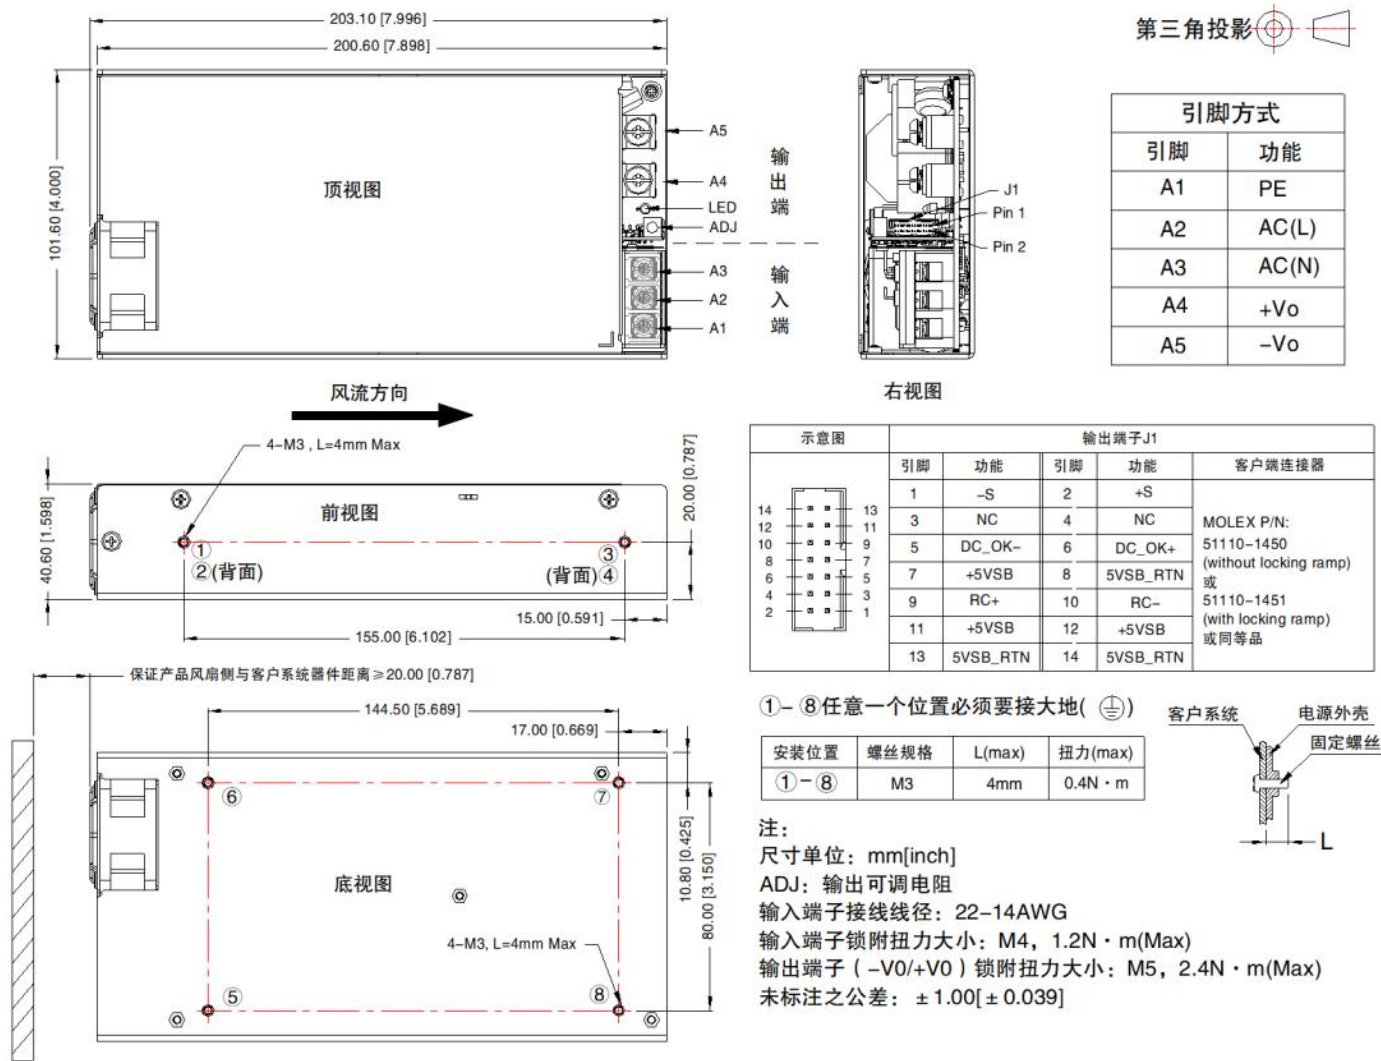 203.10 [7.996]
200.60 [7.898]
101.60 [4.000]
顶视图
A5
A4
LED
ADJ
A3
A2
A1
输出端
输入端
J1
Pin 1
Pin 2
右视图
第三角投影
引脚方式
引脚 功能
A1 PE
A2 AC(L)
A3 AC(N)
A4 +Vo
A5 −Vo
风流方向
4−M3 , L=4mm Max
前视图
40.60 [1.598]
20.00 [0.787]
① ③
②(背面) (背面)④
15.00 [0.591]
155.00 [6.102]
示意图 输出端子J1
引脚 功能 引脚 功能 客户端连接器
1 −S 2 +S
3 NC 4 NC
5 DC_OK− 6 DC_OK+
7 +5VSB 8 5VSB_RTN
9 RC+ 10 RC−
11 +5VSB 12 +5VSB
13 5VSB_RTN 14 5VSB_RTN
MOLEX P/N:
51110−1450
(without locking ramp)
或
51110−1451
(with locking ramp)
或同等品
14 13
12 11
10 9
8 7
6 5
4 3
2 1
保证产品风扇侧与客户系统器件距离≥20.00 [0.787]
144.50 [5.689]
17.00 [0.669]
⑥ ⑦
10.80 [0.425]
80.00 [3.150]
底视图
4−M3, L=4mm Max
⑤ ⑧
①− ⑧任意一个位置必须要接大地( )
安装位置 螺丝规格 L(max) 扭力(max)
①−⑧ M3 4mm 0.4N · m
客户系统
电源外壳
固定螺丝
L
注：
尺寸单位：mm[inch]
ADJ：输出可调电阻
输入端子接线线径：22−14AWG
输入端子锁附扭力大小：M4，1.2N · m(Max)
输出端子（ −V0/+V0 ）锁附扭力大小：M5，2.4N · m(Max)
未标注之公差：± 1.00[ ± 0.039]